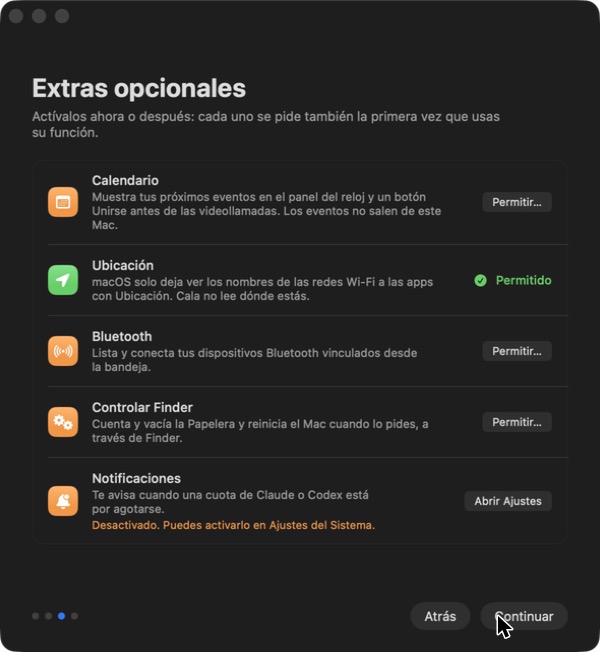 Extras opcionales
Actívalos ahora o después: cada uno se pide también la primera vez que usas
su función.
Calendario
Muestra tus próximos eventos en el panel del reloj y un botón
Unirse antes de las videollamadas. Los eventos no salen de este
Mac.
Permitir...
Ubicación
macOS solo deja ver los nombres de las redes Wi-Fi a las apps
con Ubicación. Cala no lee dónde estás.
Permitido
Bluetooth
Lista y conecta tus dispositivos Bluetooth vinculados desde
la bandeja.
Permitir...
Controlar Finder
Cuenta y vacía la Papelera y reinicia el Mac cuando lo pides, a
través de Finder.
Permitir...
Notificaciones
Te avisa cuando una cuota de Claude o Codex está
por agotarse.
Desactivado. Puedes activarlo en Ajustes del Sistema.
Abrir Ajustes
Atrás
Continuar